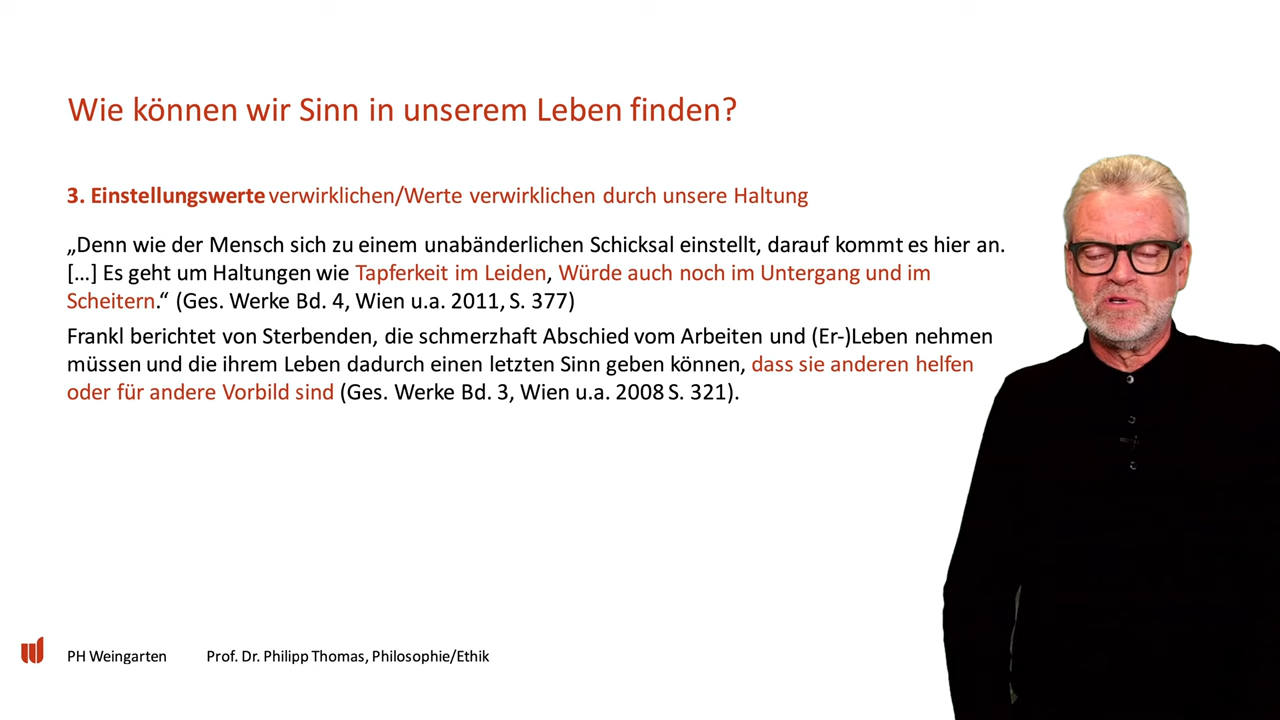 Wie können wir Sinn in unserem Leben finden?
3. Einstellungswerte verwirklichen/Werte verwirklichen durch unsere Haltung
„Denn wie der Mensch sich zu einem unabänderlichen Schicksal einstellt, darauf kommt es hier an.
[…] Es geht um Haltungen wie Tapferkeit im Leiden, Würde auch noch im Untergang und im
Scheitern.“ (Ges. Werke Bd. 4, Wien u.a. 2011, S. 377)
Frankl berichtet von Sterbenden, die schmerzhaft Abschied vom Arbeiten und (Er-)Leben nehmen
müssen und die ihrem Leben dadurch einen letzten Sinn geben können, dass sie anderen helfen
oder für andere Vorbild sind (Ges. Werke Bd. 3, Wien u.a. 2008 S. 321).
PH Weingarten Prof. Dr. Philipp Thomas, Philosophie/Ethik